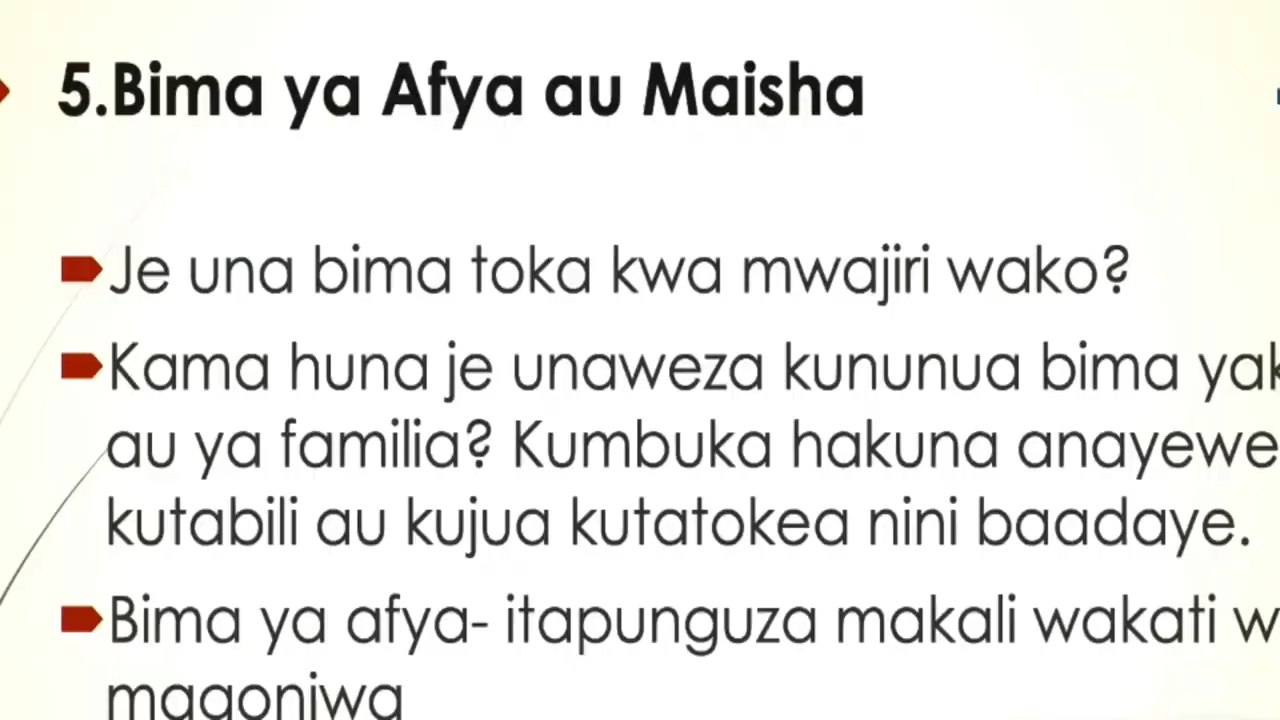 5.Bima ya Afya au Maisha
Je una bima toka kwa mwajiri wako?
Kama huna je unaweza kununua bima
au ya familia? Kumbuka hakuna
kutabili au kujua kutatokea nini baadaye.
Bima ya afya- itapunguza makali wakati
magonjwa